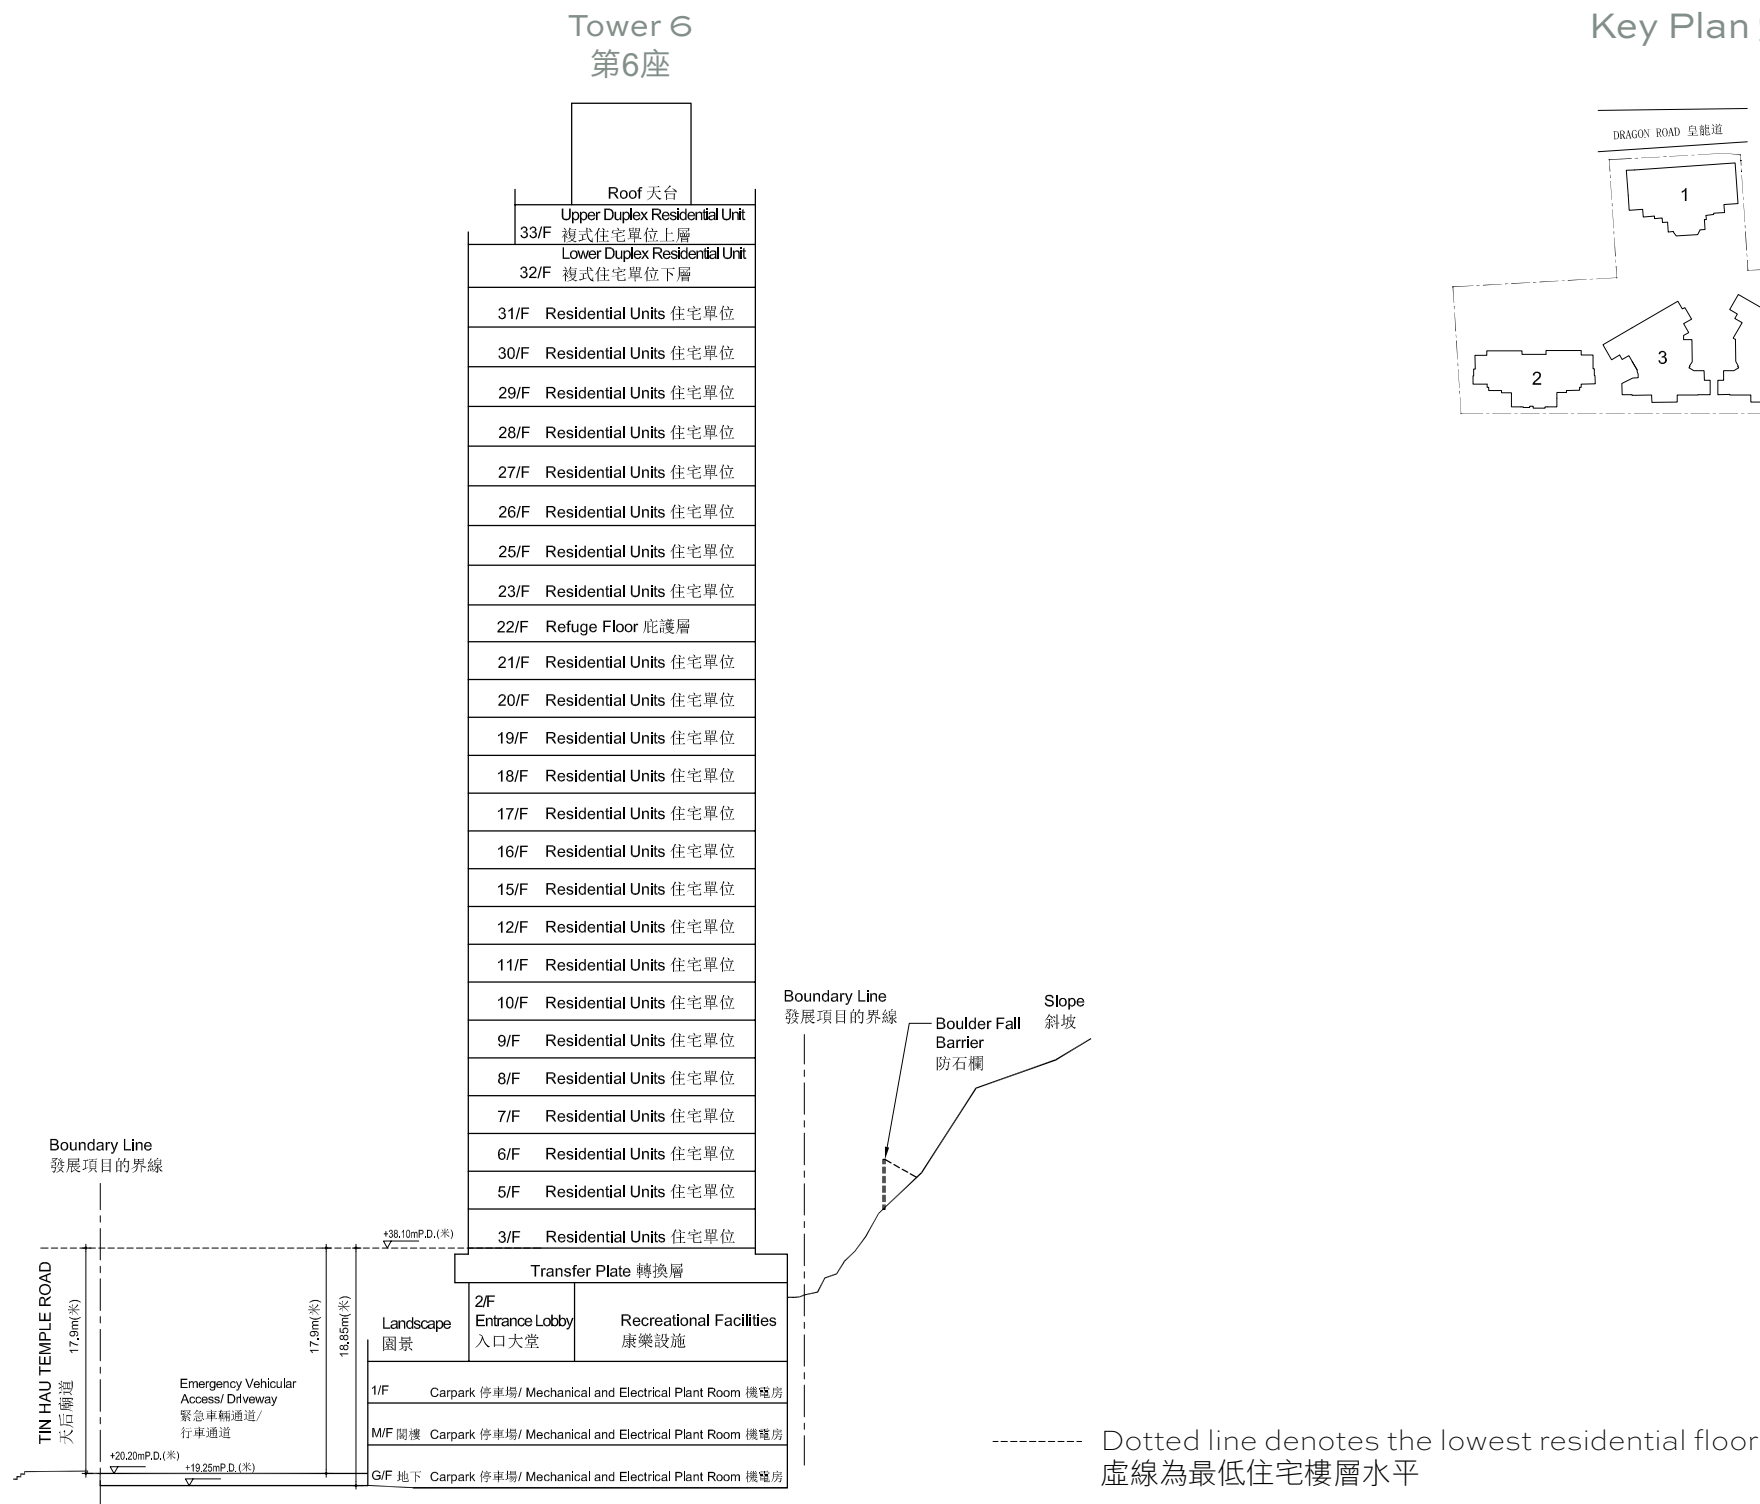 Tower 6
第6座
Key Plan
DRAGON ROAD 皇龍道
1
2
3
Roof 天台
Upper Duplex Residential Unit
33/F 複式住宅單位上層
Lower Duplex Residential Unit
32/F 複式住宅單位下層
31/F Residential Units 住宅單位
30/F Residential Units 住宅單位
29/F Residential Units 住宅單位
28/F Residential Units 住宅單位
27/F Residential Units 住宅單位
26/F Residential Units 住宅單位
25/F Residential Units 住宅單位
23/F Residential Units 住宅單位
22/F Refuge Floor 庇護層
21/F Residential Units 住宅單位
20/F Residential Units 住宅單位
19/F Residential Units 住宅單位
18/F Residential Units 住宅單位
17/F Residential Units 住宅單位
16/F Residential Units 住宅單位
15/F Residential Units 住宅單位
12/F Residential Units 住宅單位
11/F Residential Units 住宅單位
10/F Residential Units 住宅單位
9/F Residential Units 住宅單位
8/F Residential Units 住宅單位
7/F Residential Units 住宅單位
6/F Residential Units 住宅單位
5/F Residential Units 住宅單位
3/F Residential Units 住宅單位
Transfer Plate 轉換層
Boundary Line
發展項目的界線
Boulder Fall
Barrier
防石欄
Slope
斜坡
Boundary Line
發展項目的界線
+38.10mP.D.(米)
TIN HAU TEMPLE ROAD
天后廟道
17.9m(米)
17.9m(米)
18.85m(米)
Landscape
園景
2/F
Entrance Lobby
入口大堂
Recreational Facilities
康樂設施
Emergency Vehicular
Access/ Driveway
緊急車輛通道/
行車通道
+20.20mP.D.(米)
+19.25mP.D.(米)
1/F Carpark 停車場/ Mechanical and Electrical Plant Room 機電房
M/F 閣樓 Carpark 停車場/ Mechanical and Electrical Plant Room 機電房
G/F 地下 Carpark 停車場/ Mechanical and Electrical Plant Room 機電房
Dotted line denotes the lowest residential floor
虛線為最低住宅樓層水平